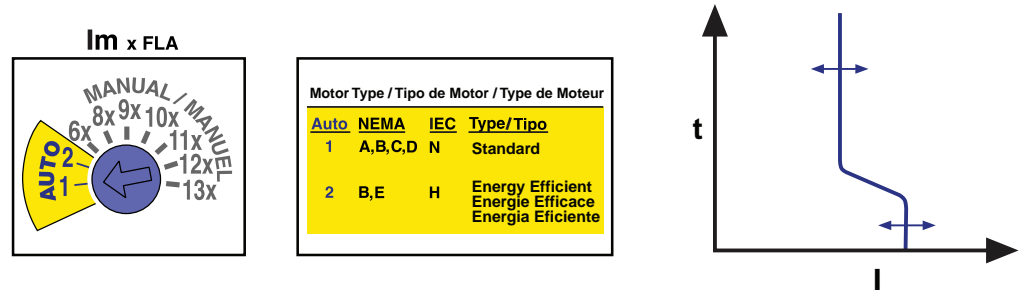 Im x FLA
MANUAL / MANUEL
AUTO
1
2
6x
8x
9x
10x
11x
12x
13x
Motor Type / Tipo de Motor / Type de Moteur
Auto NEMA IEC Type/Tipo
1 A,B,C,D N Standard
2 B,E H Energy Efficient
Energie Efficace
Energia Eficiente
t
I